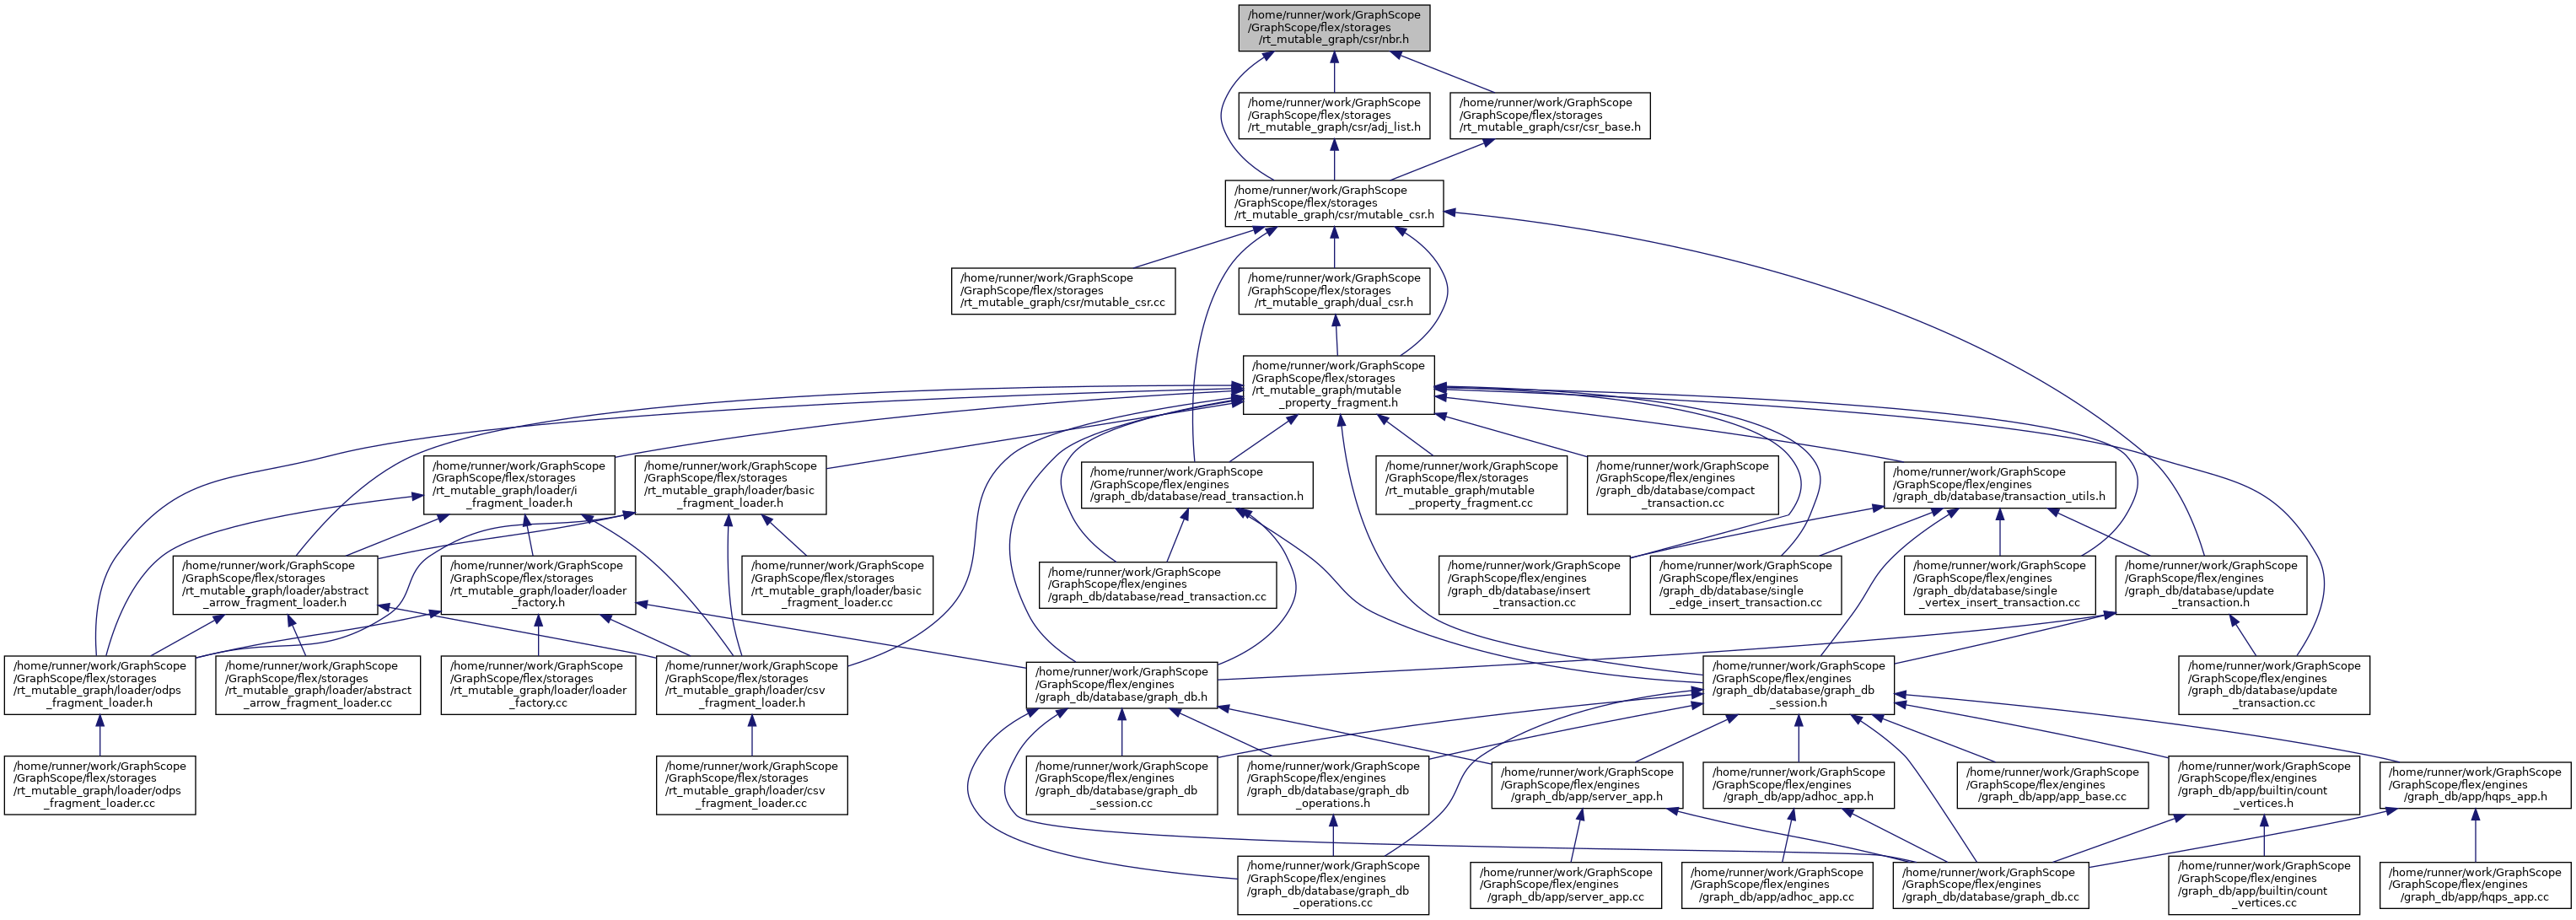 /home/runner/work/GraphScope
/GraphScope/flex/storages
/rt_mutable_graph/csr/nbr.h
/home/runner/work/GraphScope
/GraphScope/flex/storages
/rt_mutable_graph/csr/adj_list.h
/home/runner/work/GraphScope
/GraphScope/flex/storages
/rt_mutable_graph/csr/csr_base.h
/home/runner/work/GraphScope
/GraphScope/flex/storages
/rt_mutable_graph/csr/mutable_csr.h
/home/runner/work/GraphScope
/GraphScope/flex/storages
/rt_mutable_graph/csr/mutable_csr.cc
/home/runner/work/GraphScope
/GraphScope/flex/storages
/rt_mutable_graph/dual_csr.h
/home/runner/work/GraphScope
/GraphScope/flex/storages
/rt_mutable_graph/mutable
_property_fragment.h
/home/runner/work/GraphScope
/GraphScope/flex/storages
/rt_mutable_graph/loader/i
_fragment_loader.h
/home/runner/work/GraphScope
/GraphScope/flex/storages
/rt_mutable_graph/loader/basic
_fragment_loader.h
/home/runner/work/GraphScope
/GraphScope/flex/engines
/graph_db/database/read_transaction.h
/home/runner/work/GraphScope
/GraphScope/flex/storages
/rt_mutable_graph/mutable
_property_fragment.cc
/home/runner/work/GraphScope
/GraphScope/flex/engines
/graph_db/database/compact
_transaction.cc
/home/runner/work/GraphScope
/GraphScope/flex/engines
/graph_db/database/transaction_utils.h
/home/runner/work/GraphScope
/GraphScope/flex/storages
/rt_mutable_graph/loader/abstract
_arrow_fragment_loader.h
/home/runner/work/GraphScope
/GraphScope/flex/storages
/rt_mutable_graph/loader/loader
_factory.h
/home/runner/work/GraphScope
/GraphScope/flex/storages
/rt_mutable_graph/loader/basic
_fragment_loader.cc
/home/runner/work/GraphScope
/GraphScope/flex/engines
/graph_db/database/read_transaction.cc
/home/runner/work/GraphScope
/GraphScope/flex/engines
/graph_db/database/insert
_transaction.cc
/home/runner/work/GraphScope
/GraphScope/flex/engines
/graph_db/database/single
_edge_insert_transaction.cc
/home/runner/work/GraphScope
/GraphScope/flex/engines
/graph_db/database/single
_vertex_insert_transaction.cc
/home/runner/work/GraphScope
/GraphScope/flex/engines
/graph_db/database/update
_transaction.h
/home/runner/work/GraphScope
/GraphScope/flex/storages
/rt_mutable_graph/loader/odps
_fragment_loader.h
/home/runner/work/GraphScope
/GraphScope/flex/storages
/rt_mutable_graph/loader/abstract
_arrow_fragment_loader.cc
/home/runner/work/GraphScope
/GraphScope/flex/storages
/rt_mutable_graph/loader/loader
_factory.cc
/home/runner/work/GraphScope
/GraphScope/flex/storages
/rt_mutable_graph/loader/csv
_fragment_loader.h
/home/runner/work/GraphScope
/GraphScope/flex/engines
/graph_db/database/graph_db.h
/home/runner/work/GraphScope
/GraphScope/flex/engines
/graph_db/database/graph_db
_session.h
/home/runner/work/GraphScope
/GraphScope/flex/engines
/graph_db/database/update
_transaction.cc
/home/runner/work/GraphScope
/GraphScope/flex/storages
/rt_mutable_graph/loader/odps
_fragment_loader.cc
/home/runner/work/GraphScope
/GraphScope/flex/storages
/rt_mutable_graph/loader/csv
_fragment_loader.cc
/home/runner/work/GraphScope
/GraphScope/flex/engines
/graph_db/database/graph_db
_session.cc
/home/runner/work/GraphScope
/GraphScope/flex/engines
/graph_db/database/graph_db
_operations.h
/home/runner/work/GraphScope
/GraphScope/flex/engines
/graph_db/app/server_app.h
/home/runner/work/GraphScope
/GraphScope/flex/engines
/graph_db/app/adhoc_app.h
/home/runner/work/GraphScope
/GraphScope/flex/engines
/graph_db/app/app_base.cc
/home/runner/work/GraphScope
/GraphScope/flex/engines
/graph_db/app/builtin/count
_vertices.h
/home/runner/work/GraphScope
/GraphScope/flex/engines
/graph_db/app/hqps_app.h
/home/runner/work/GraphScope
/GraphScope/flex/engines
/graph_db/database/graph_db
_operations.cc
/home/runner/work/GraphScope
/GraphScope/flex/engines
/graph_db/app/server_app.cc
/home/runner/work/GraphScope
/GraphScope/flex/engines
/graph_db/app/adhoc_app.cc
/home/runner/work/GraphScope
/GraphScope/flex/engines
/graph_db/database/graph_db.cc
/home/runner/work/GraphScope
/GraphScope/flex/engines
/graph_db/app/builtin/count
_vertices.cc
/home/runner/work/GraphScope
/GraphScope/flex/engines
/graph_db/app/hqps_app.cc